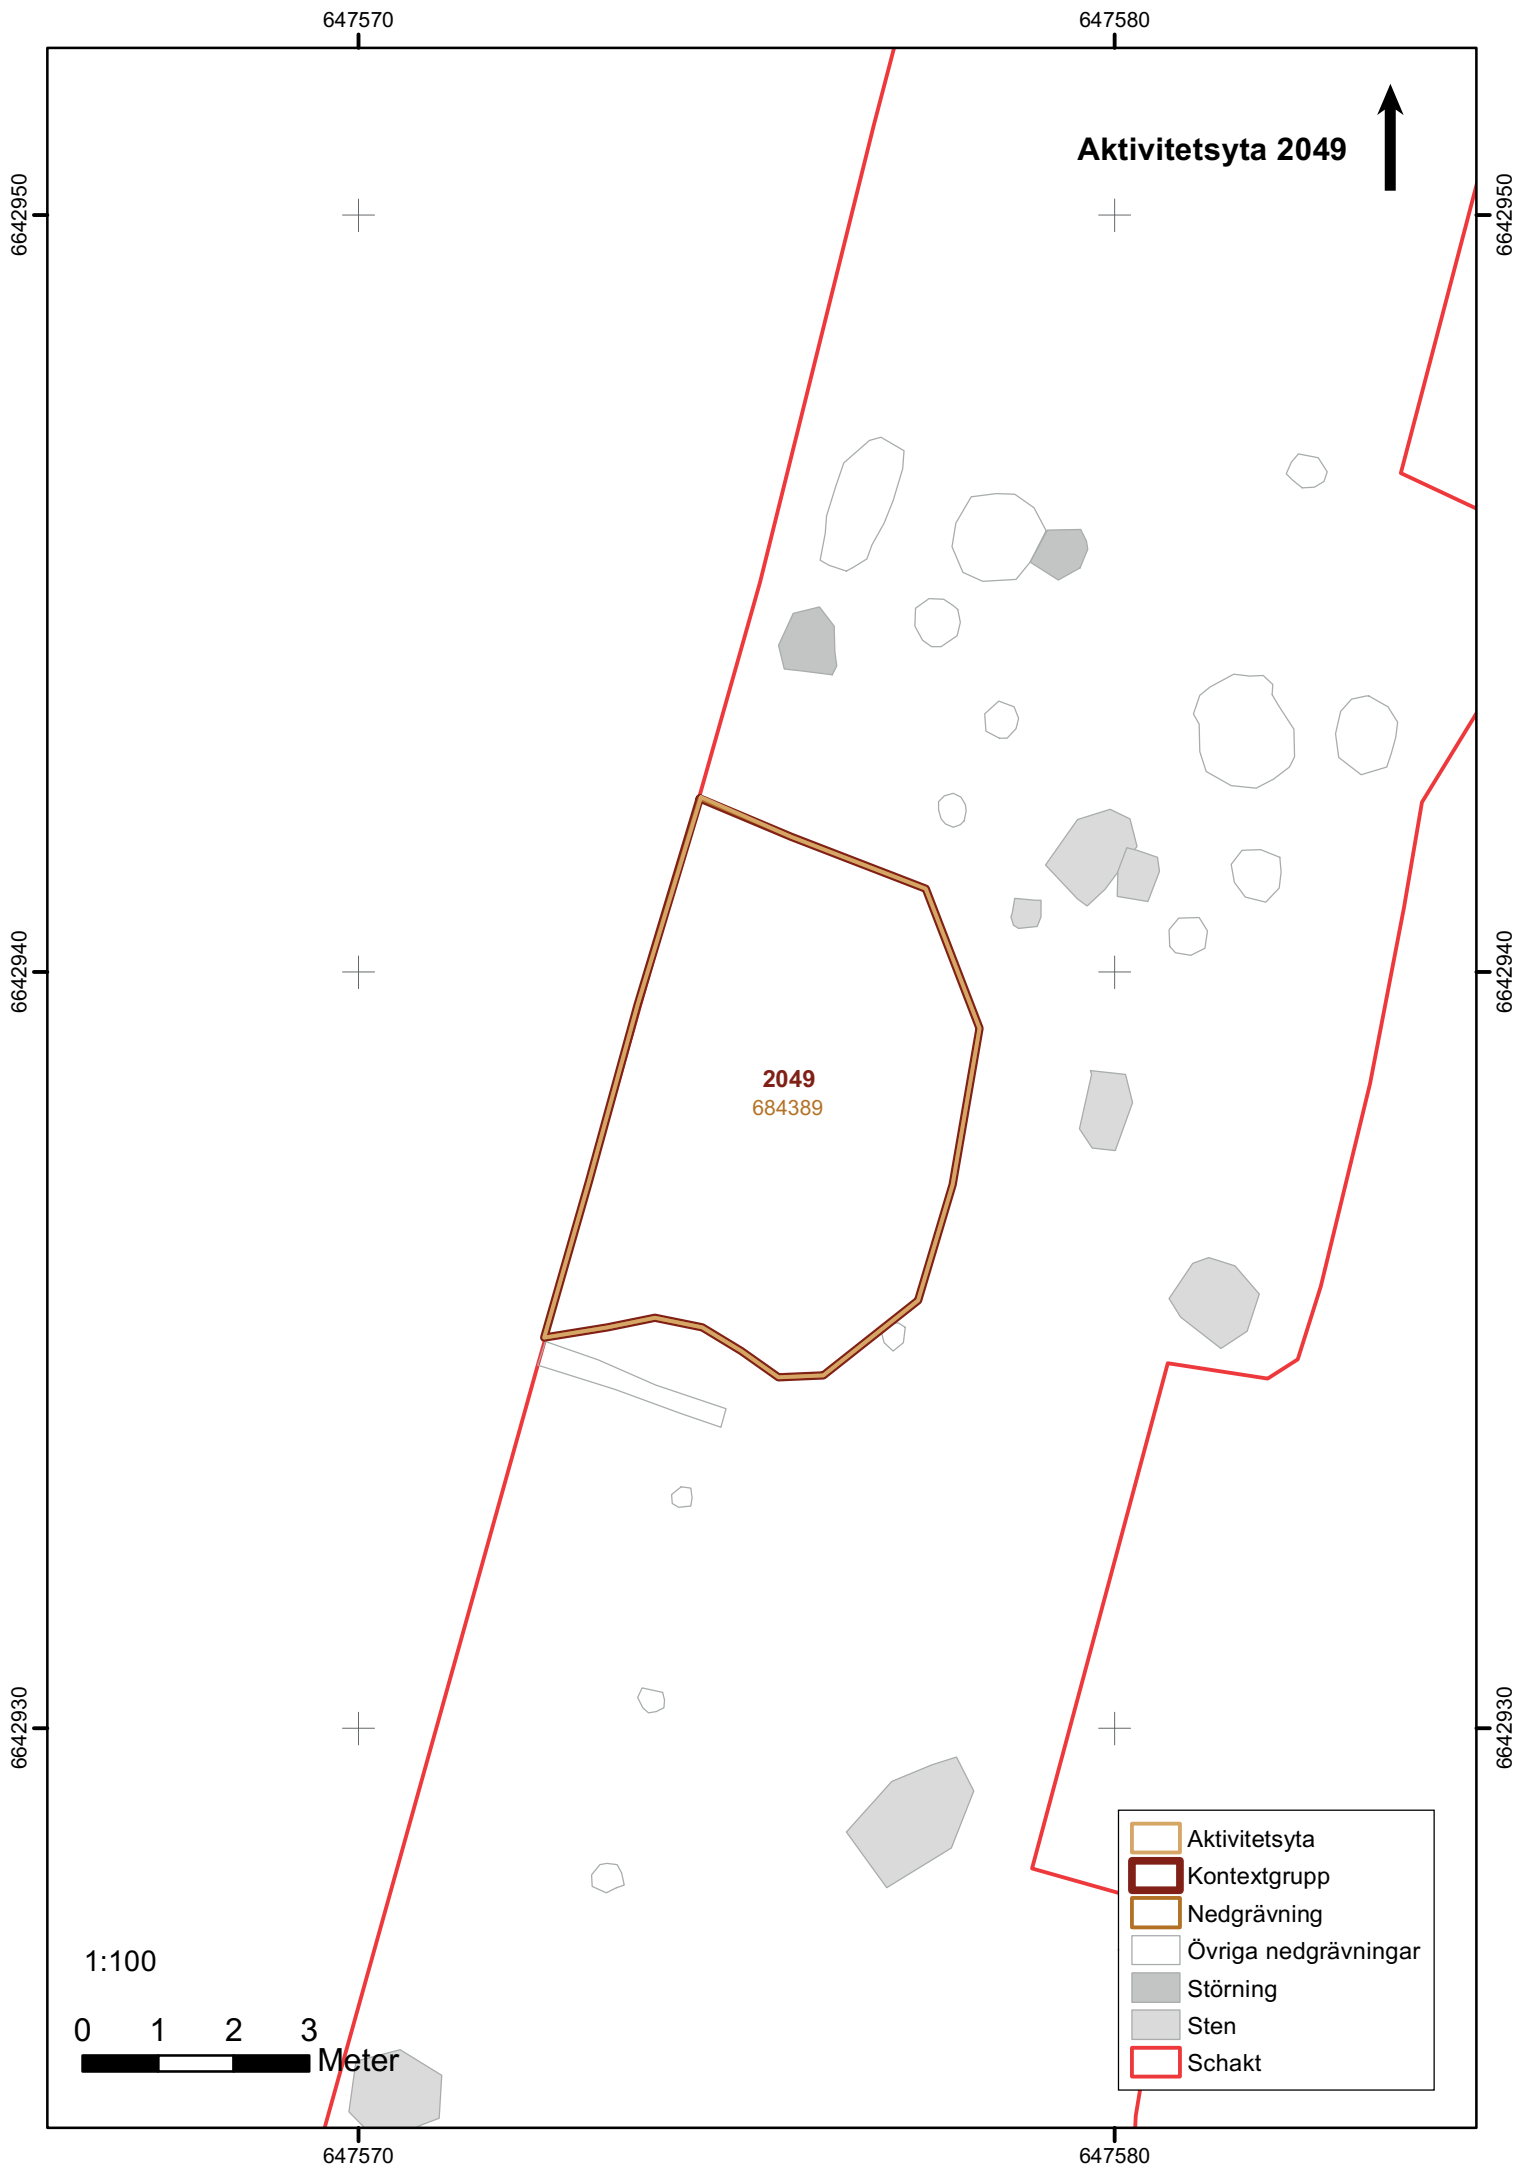 647570
647580
Aktivitetsyta 2049
6642950
6642950
6642940
6642940
2049
684389
6642930
6642930
Aktivitetsyta
Kontextgrupp
Nedgrävning
Övriga nedgrävningar
Störning
Sten
Schakt
1:100
0 1 2 3
Meter
647570
647580